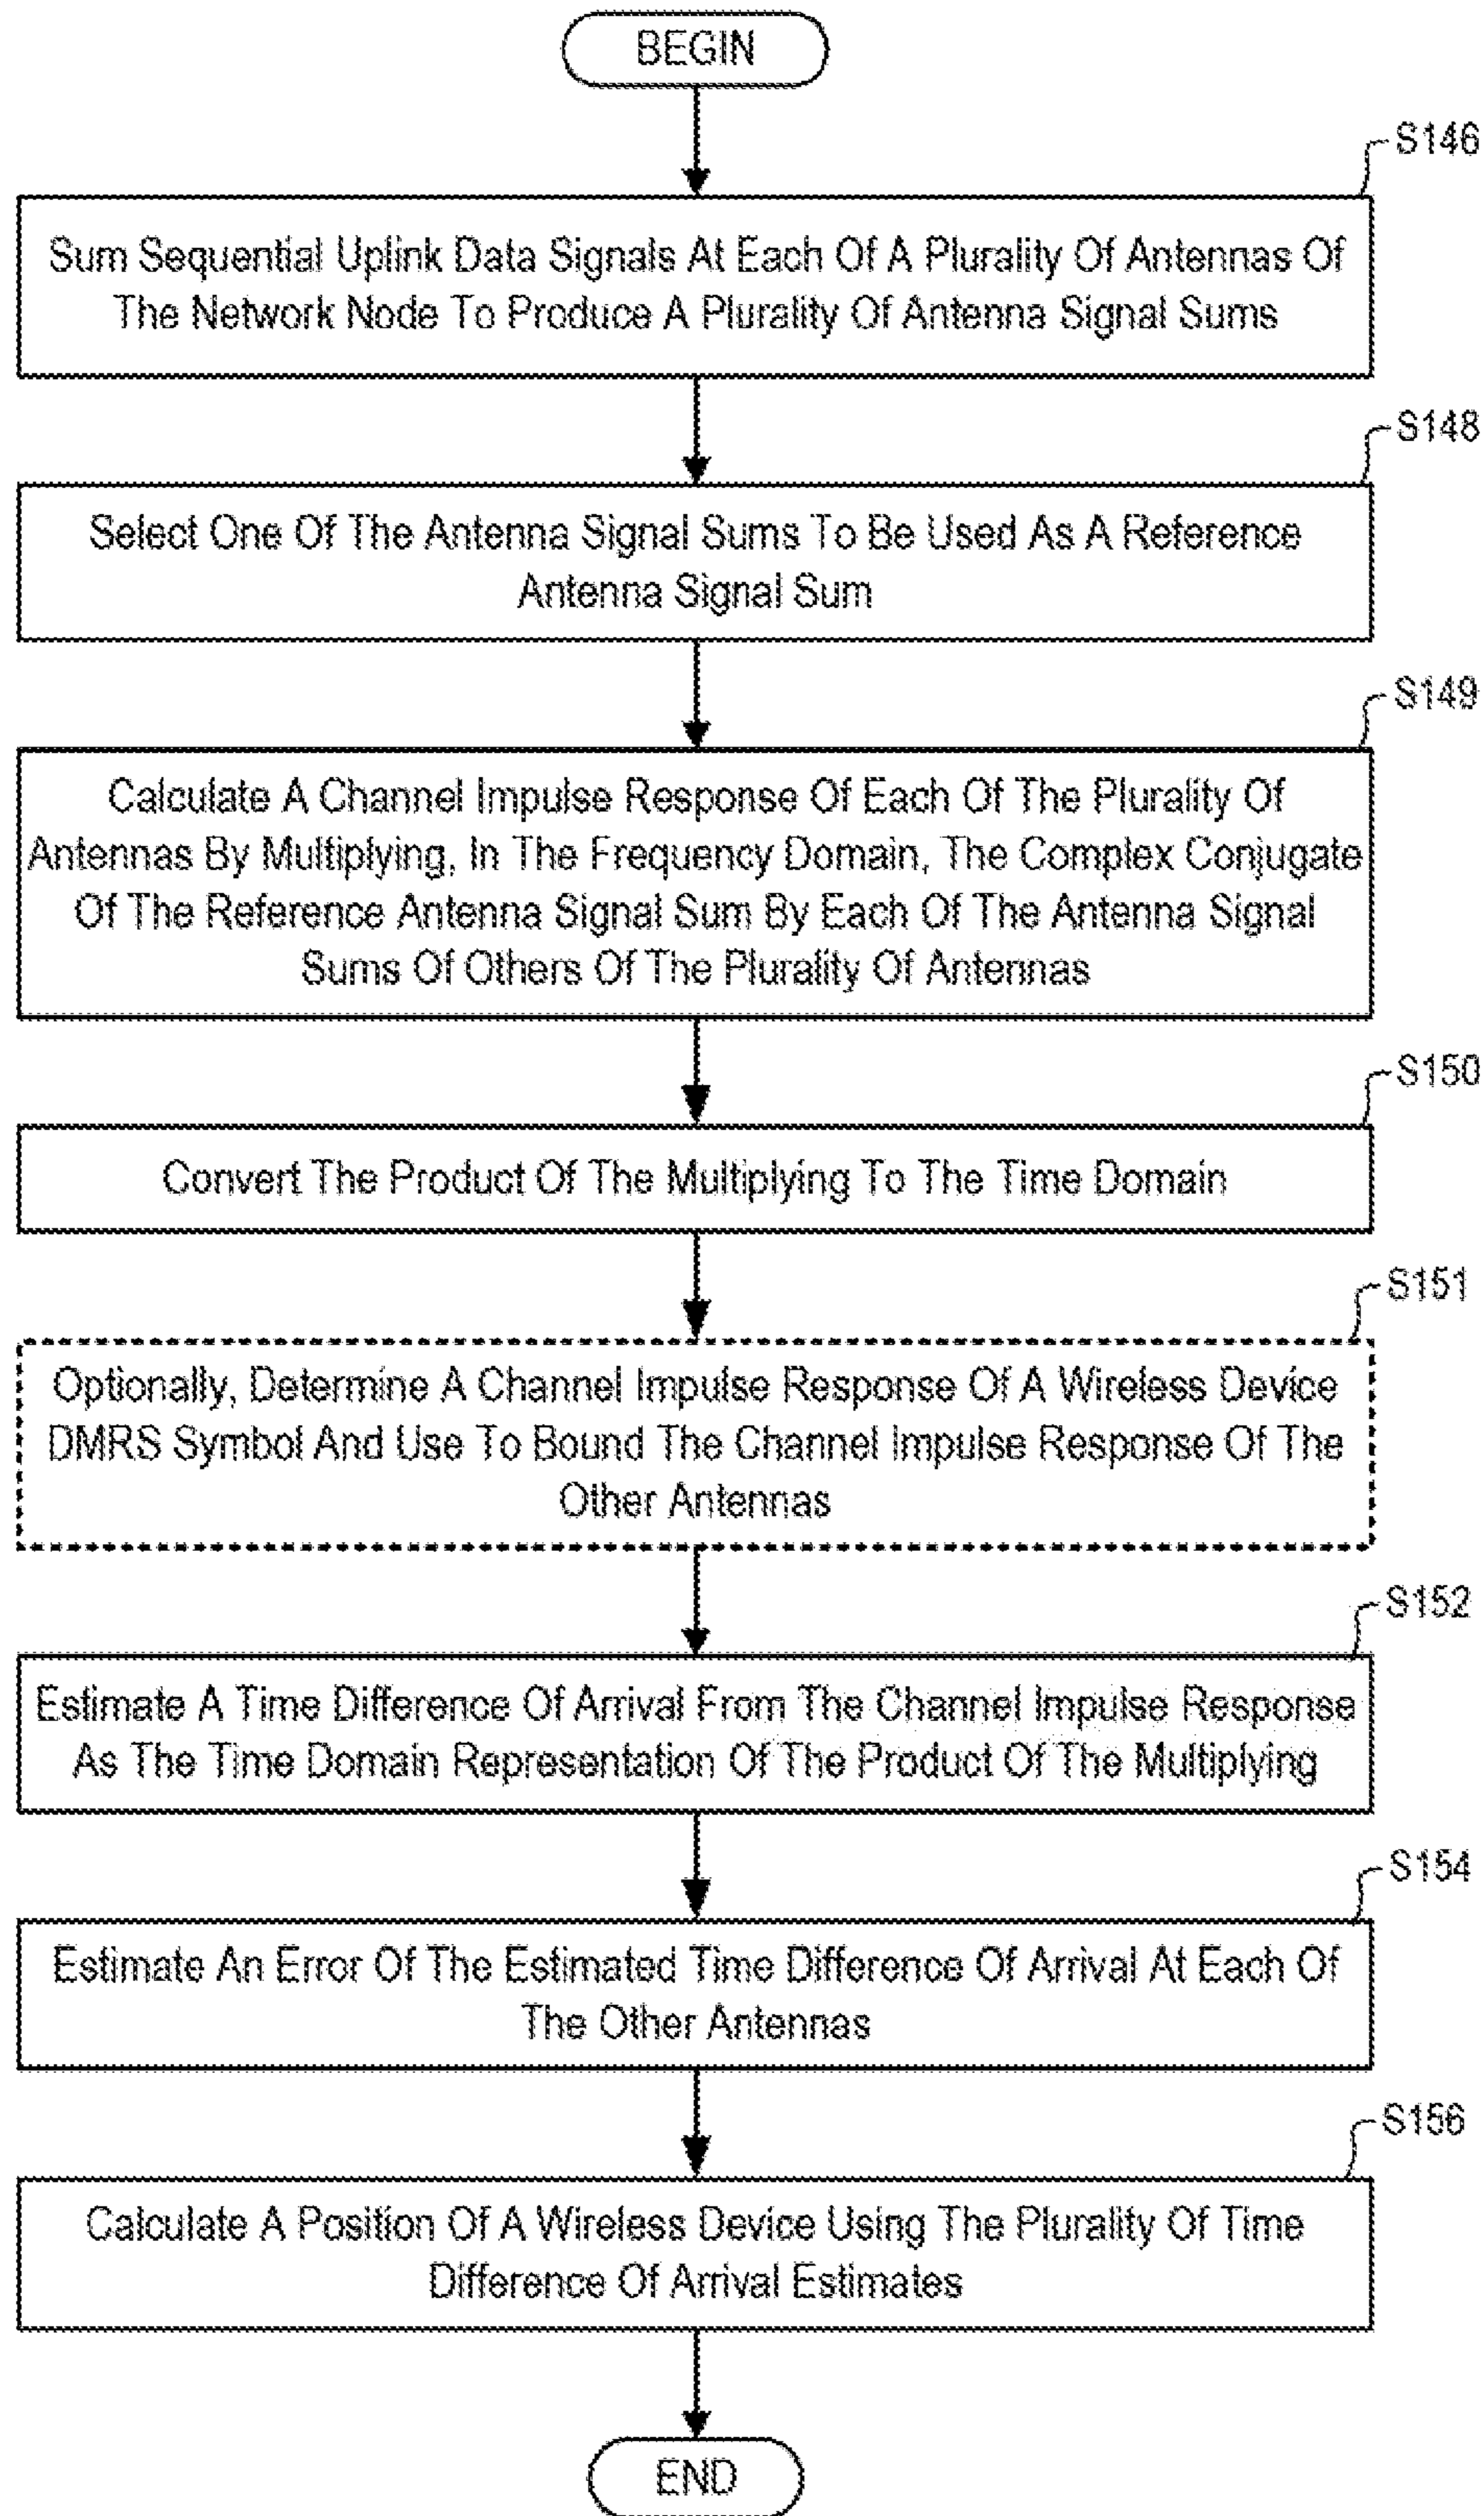 BEGIN
S146
Sum Sequential Uplink Data Signals At Each Of A Plurality Of Antennas Of
The Network Node To Produce A Plurality Of Antenna Signal Sums
S148
Select One Of The Antenna Signal Sums To Be Used As A Reference
Antenna Signal Sum
S149
Calculate A Channel Impulse Response Of Each Of The Plurality Of
Antennas By Multiplying, In The Frequency Domain, The Complex Conjugate
Of The Reference Antenna Signal Sum By Each Of The Antenna Signal
Sums Of Others Of The Plurality Of Antennas
S150
Convert The Product Of The Multiplying To The Time Domain
S151
Optionally, Determine A Channel Impulse Response Of A Wireless Device
DMRS Symbol And Use To Bound The Channel Impulse Response Of The
Other Antennas
S152
Estimate A Time Difference Of Arrival From The Channel Impulse Response
As The Time Domain Representation Of The Product Of The Multiplying
S154
Estimate An Error Of The Estimated Time Difference Of Arrival At Each Of
The Other Antennas
S156
Calculate A Position Of A Wireless Device Using The Plurality Of Time
Difference Of Arrival Estimates
END